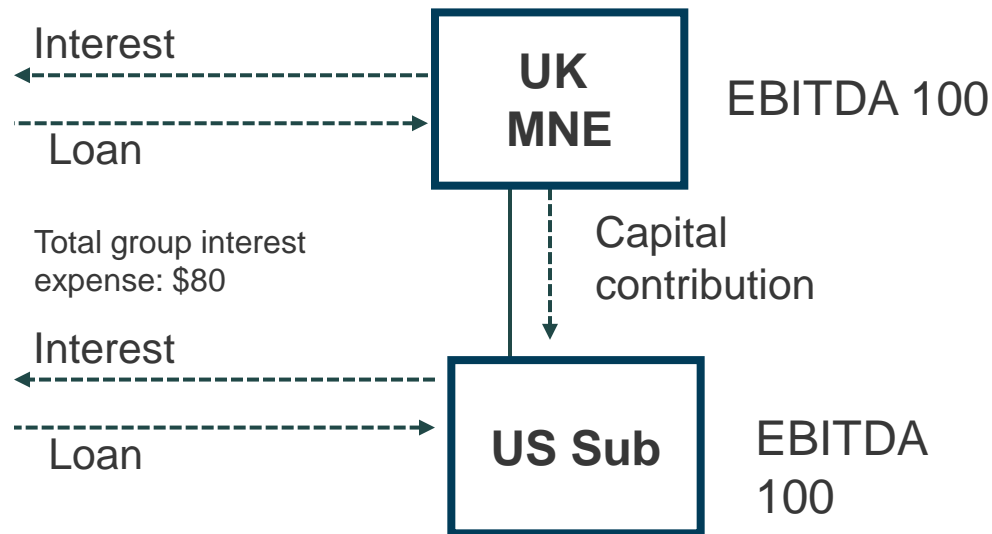 Interest
UK
MNE
EBITDA 100
Loan
Total group interest
expense: $80
Capital
contribution
Interest
Loan
US Sub
EBITDA
100